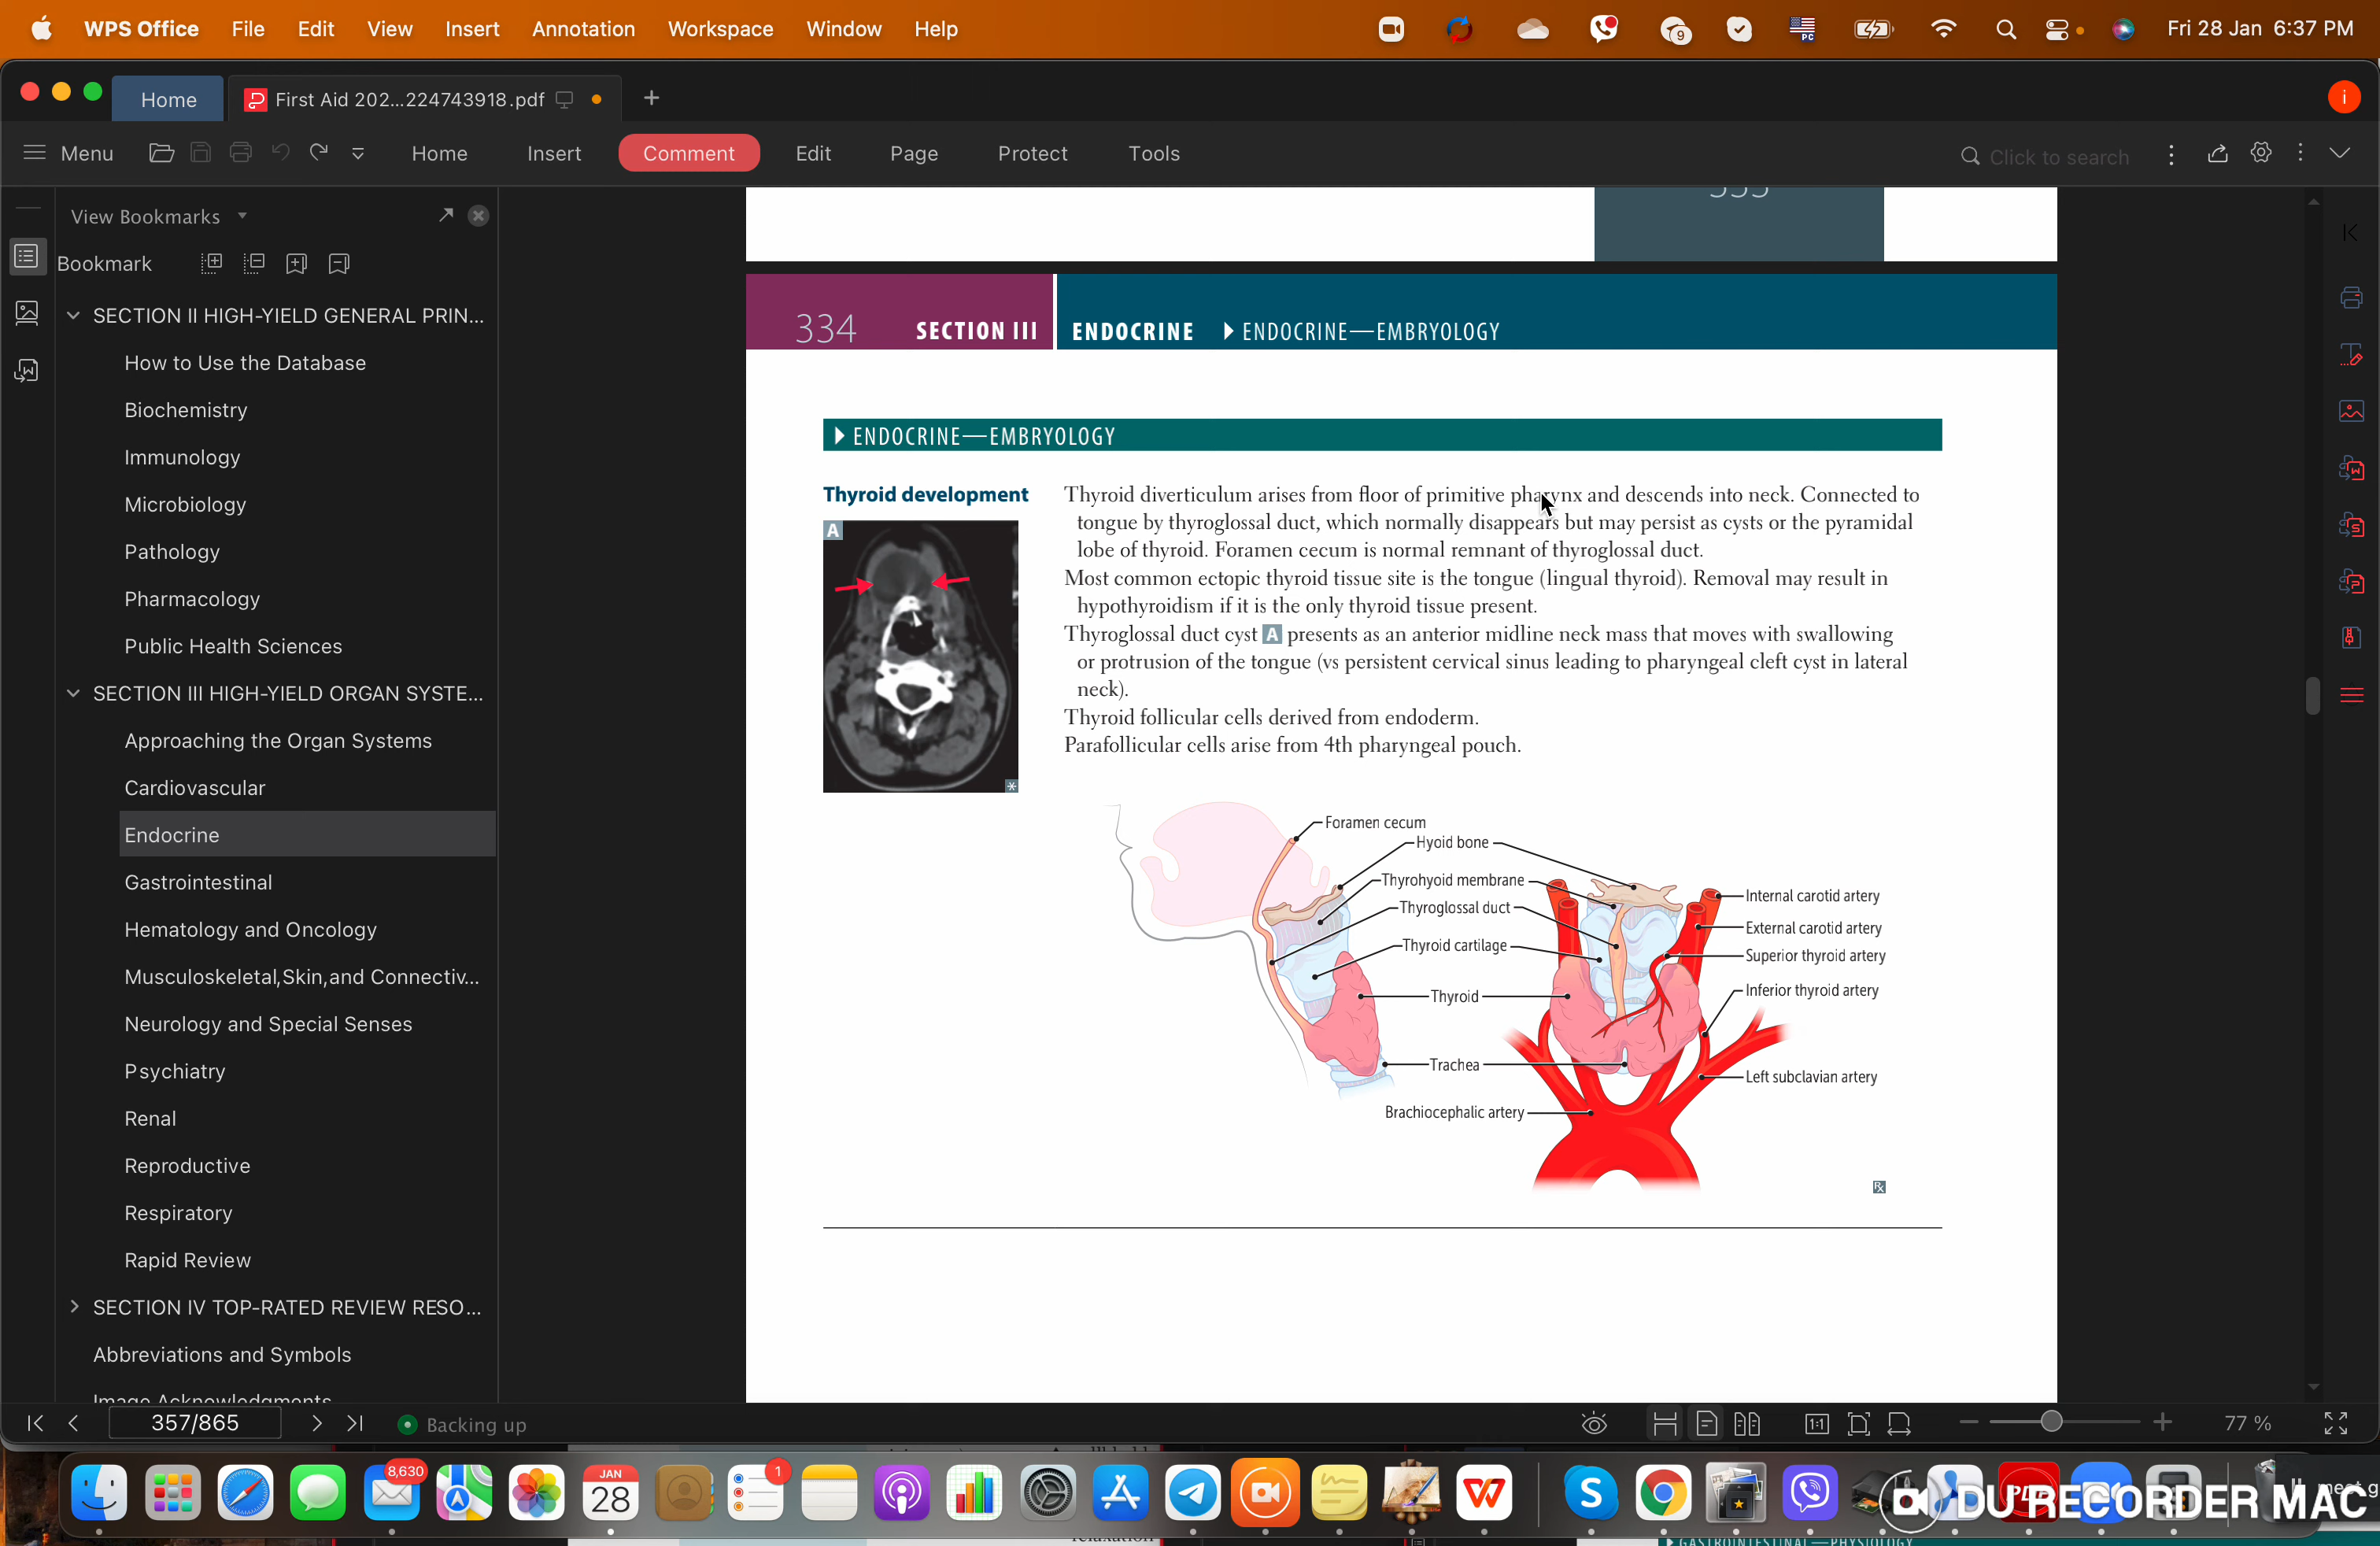 WPS Office File Edit View Insert Annotation Workspace Window Help
9
PC
Fri 28 Jan 6:37 PM
Home
First Aid 202...224743918.pdf
i
Menu
Home Insert Comment Edit Page Protect Tools
Click to search
View Bookmarks
Bookmark
SECTION II HIGH-YIELD GENERAL PRIN...
How to Use the Database
Biochemistry
Immunology
Microbiology
Pathology
Pharmacology
Public Health Sciences
SECTION III HIGH-YIELD ORGAN SYSTE...
Approaching the Organ Systems
Cardiovascular
Endocrine
Gastrointestinal
Hematology and Oncology
Musculoskeletal,Skin,and Connectiv...
Neurology and Special Senses
Psychiatry
Renal
Reproductive
Respiratory
Rapid Review
SECTION IV TOP-RATED REVIEW RESO...
Abbreviations and Symbols
Image Acknowledgments
357/865
Backing up
334 SECTION III ENDOCRINE ENDOCRINE—EMBRYOLOGY
ENDOCRINE—EMBRYOLOGY
Thyroid development
A
Thyroid diverticulum arises from floor of primitive pharynx and descends into neck. Connected to
tongue by thyroglossal duct, which normally disappears but may persist as cysts or the pyramidal
lobe of thyroid. Foramen cecum is normal remnant of thyroglossal duct.
Most common ectopic thyroid tissue site is the tongue (lingual thyroid). Removal may result in
hypothyroidism if it is the only thyroid tissue present.
Thyroglossal duct cyst A presents as an anterior midline neck mass that moves with swallowing
or protrusion of the tongue (vs persistent cervical sinus leading to pharyngeal cleft cyst in lateral
neck).
Thyroid follicular cells derived from endoderm.
Parafollicular cells arise from 4th pharyngeal pouch.
Foramen cecum
Hyoid bone
Thyrohyoid membrane
Thyroglossal duct
Thyroid cartilage
Thyroid
Trachea
Brachiocephalic artery
Internal carotid artery
External carotid artery
Superior thyroid artery
Inferior thyroid artery
Left subclavian artery
Rx
1:1
77 %
8,630
JAN
28
1
DU RECORDER MAC
GASTROINTESTINAL—PHYSIOLOGY